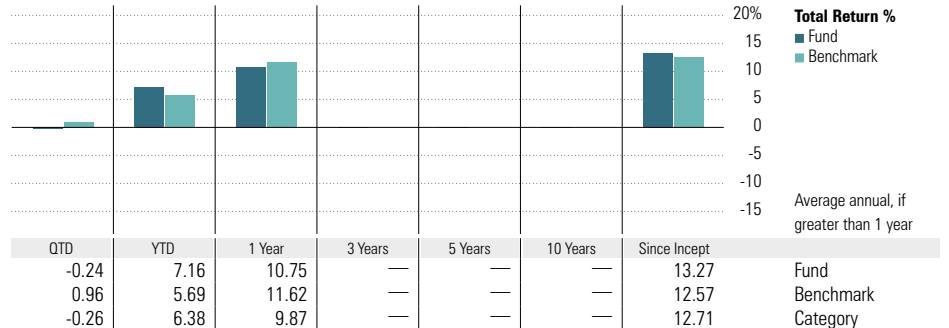 20% Total Return %
15 Fund
Benchmark
10
5
0
-5
-10
-15 Average annual, if
greater than 1 year
QTD YTD 1 Year 3 Years 5 Years 10 Years Since Incept
-0.24 7.16 10.75 — — — 13.27 Fund
0.96 5.69 11.62 — — — 12.57 Benchmark
-0.26 6.38 9.87 — — — 12.71 Category